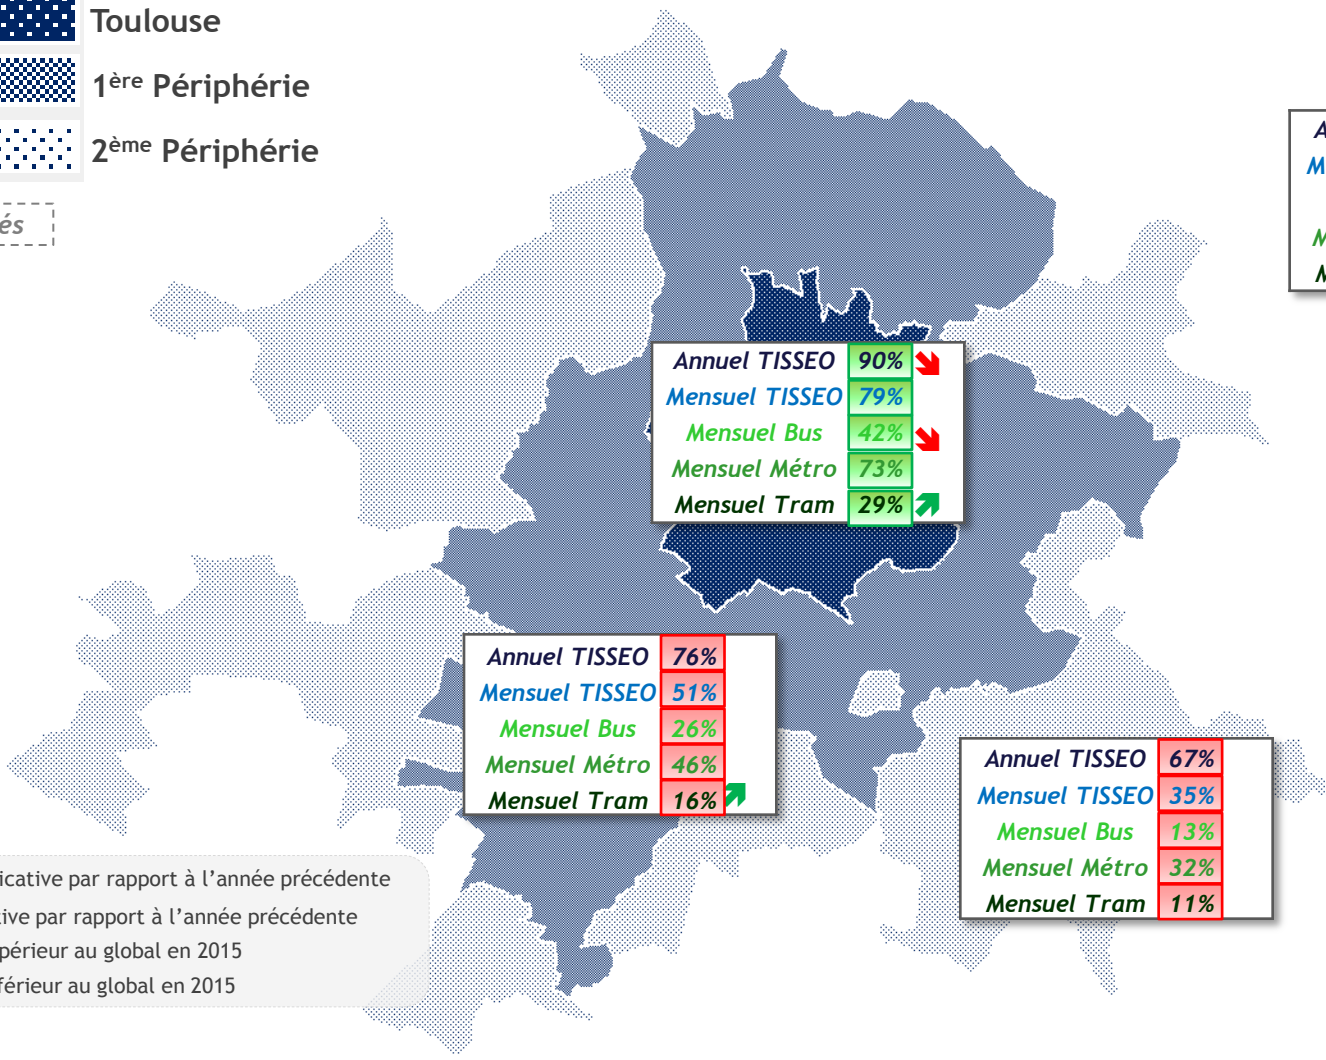 Toulouse
1ère Périphérie
2ème Périphérie
és
A
M
M
M
Annuel TISSEO 90%
Mensuel TISSEO 79%
Mensuel Bus 42%
Mensuel Métro 73%
Mensuel Tram 29%
Annuel TISSEO 76%
Mensuel TISSEO 51%
Mensuel Bus 26%
Mensuel Métro 46%
Mensuel Tram 16%
Annuel TISSEO 67%
Mensuel TISSEO 35%
Mensuel Bus 13%
Mensuel Métro 32%
Mensuel Tram 11%
icative par rapport à l’année précédente
tive par rapport à l’année précédente
périeur au global en 2015
férieur au global en 2015